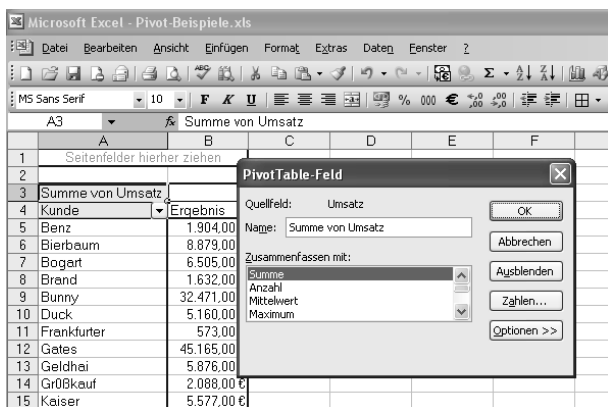 Microsoft Excel - Pivot-Beispiele.xls
Datei Bearbeiten Ansicht Einfügen Format Extras Daten Fenster ?
MS Sans Serif 10 F K U % 000 €
A3 fx Summe von Umsatz
A B C D E F
1 Seitenfelder hierher ziehen
2
3 Summe von Umsatz
4 Kunde Ergebnis
5 Benz 1.904,00
6 Bierbaum 8.879,00
7 Bogart 6.505,00
8 Brand 1.632,00
9 Bunny 32.471,00
10 Duck 5.160,00
11 Frankfurter 573,00
12 Gates 45.165,00
13 Geldhai 5.876,00
14 Gr0ßkauf 2.088,00 €
15 Kaiser 5.577,00 €
PivotTable-Feld
Quellfeld: Umsatz
Name: Summe von Umsatz
Zusammenfassen mit:
Summe
Anzahl
Mittelwert
Maximum
OK
Abbrechen
Ausblenden
Zahlen...
Optionen >>